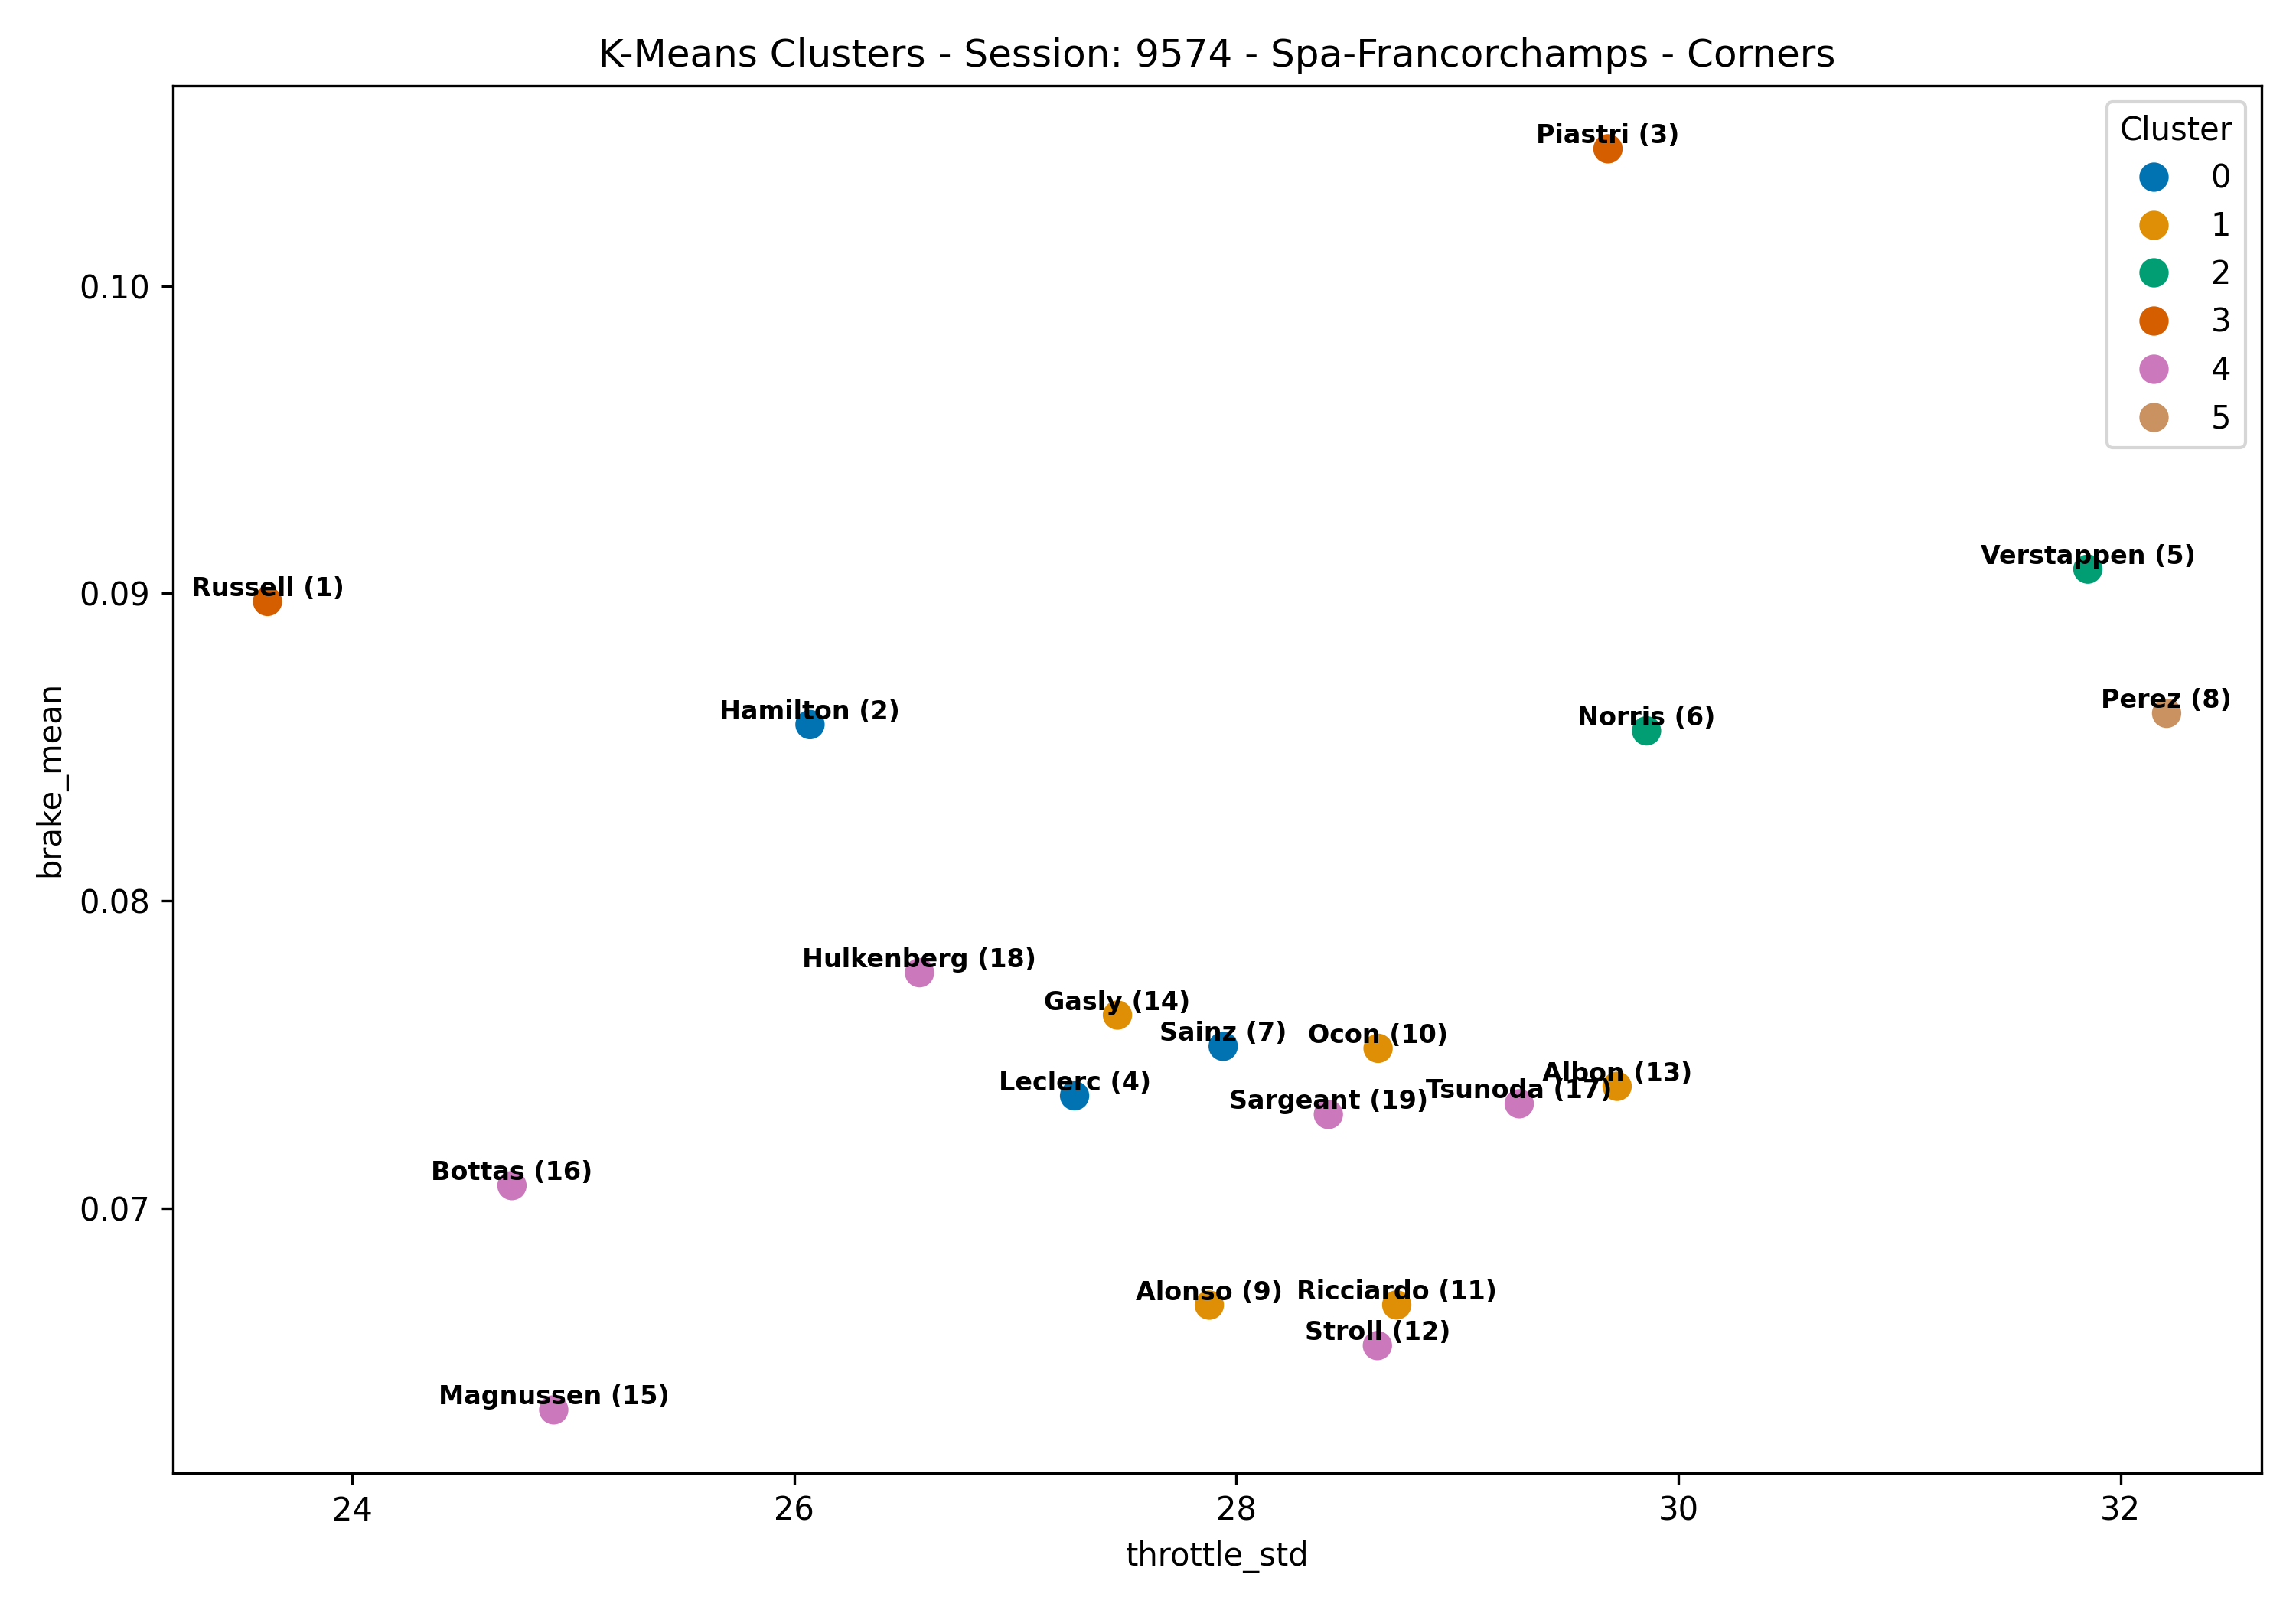 K-Means Clusters - Session: 9574 - Spa-Francorchamps - Corners
Piastri (3)
Cluster
0
1
2
3
4
5
0.10
Verstappen (5)
0.09
Russell (1)
Perez (8)
Hamilton (2)
Norris (6)
brake_mean
0.08
Hulkenberg (18)
Gasly (14)
Sainz (7)
Ocon (10)
Albon (13)
Leclerc (4)
Tsunoda (17)
Sargeant (19)
Bottas (16)
0.07
Alonso (9)
Ricciardo (11)
Stroll (12)
Magnussen (15)
24
26
28
30
32
throttle_std